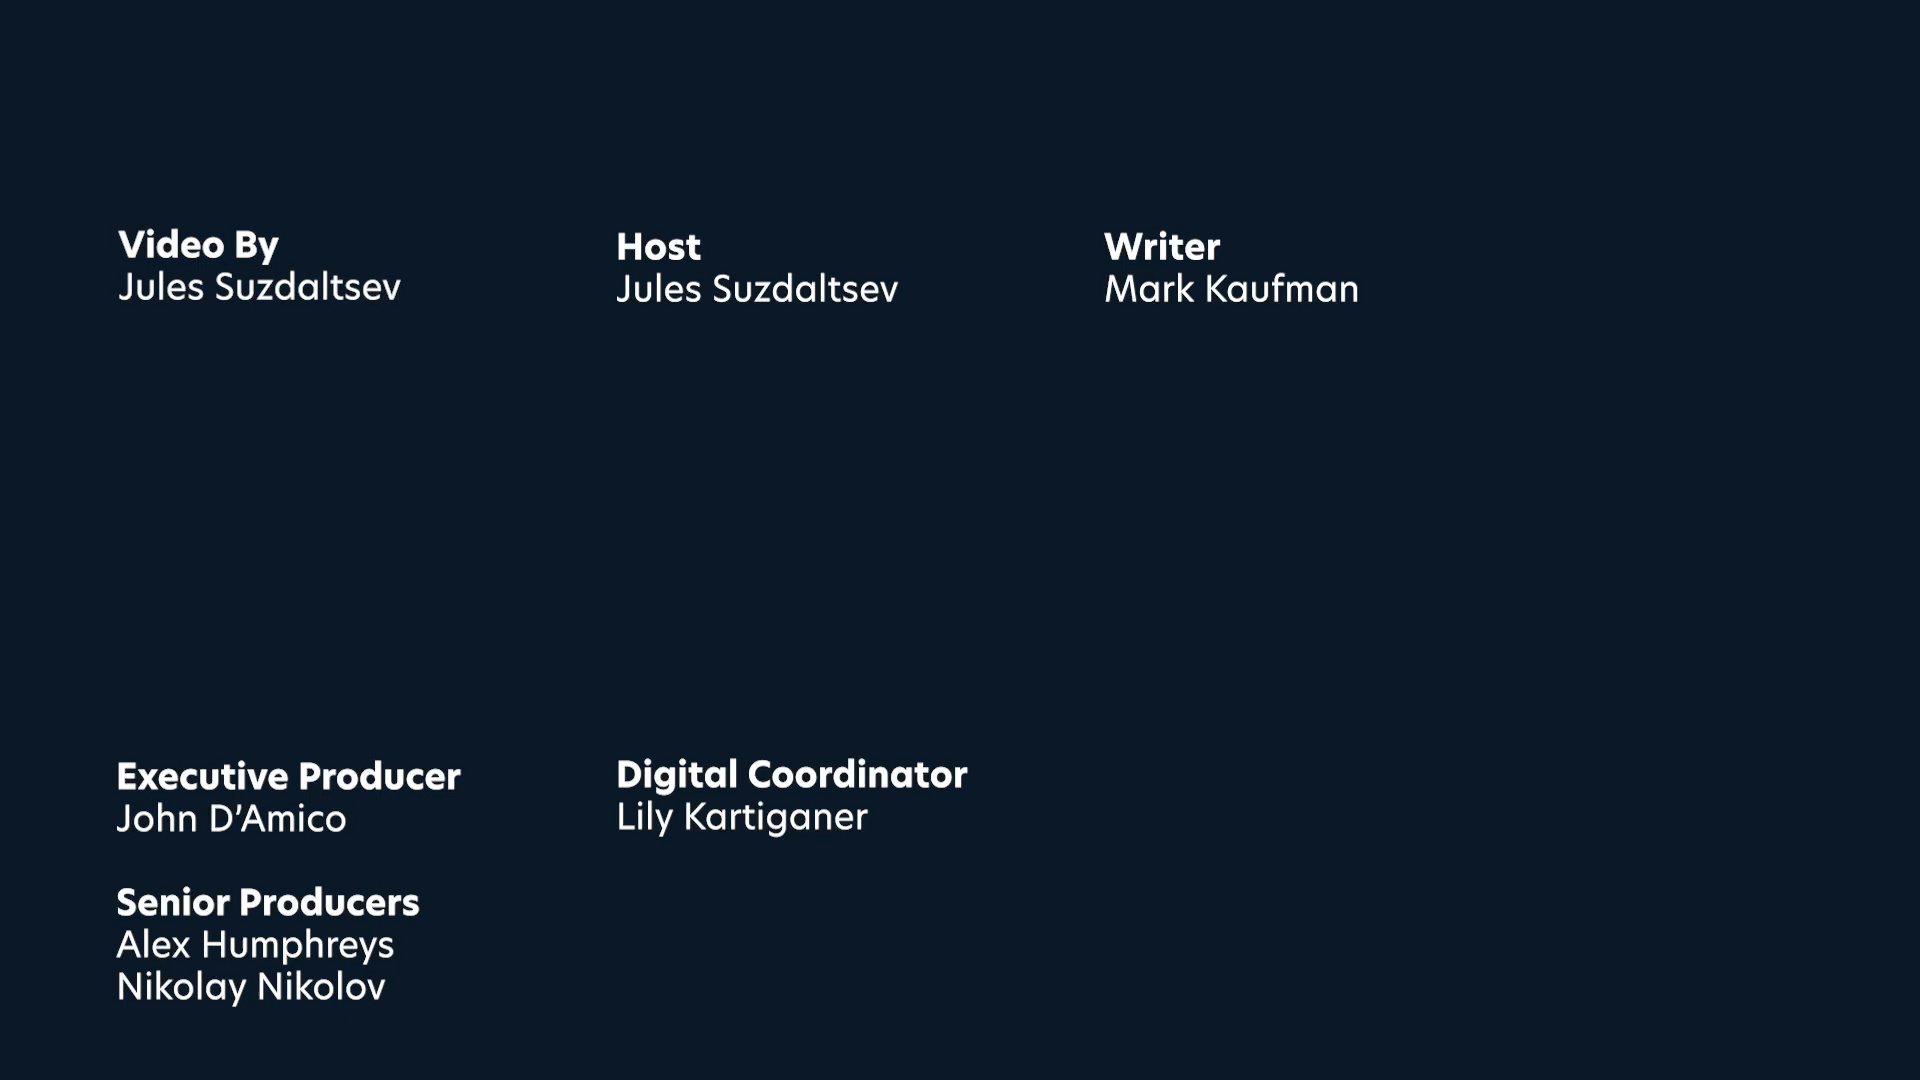 Video By
Jules Suzdaltsev
Host
Jules Suzdaltsev
Writer
Mark Kaufman
Executive Producer
John D’Amico
Senior Producers
Alex Humphreys
Nikolay Nikolov
Digital Coordinator
Lily Kartiganer